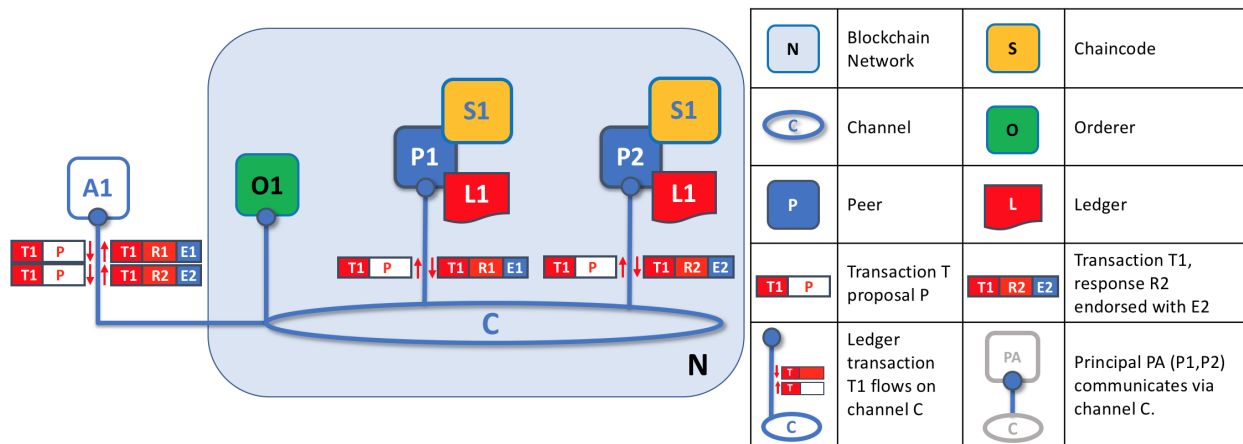 S1
S1
P1
P2
A1
O1
L1
L1
T1 P
T1 R1 E1
T1 P
T1 R2 E2
T1 P
T1 R1 E1
T1 P
T1 R2 E2
C
N
N
Blockchain
Network
S
Chaincode
C
Channel
O
Orderer
P
Peer
L
Ledger
T1 P
Transaction T
proposal P
T1 R2 E2
Transaction T1,
response R2
endorsed with E2
T
T
C
Ledger
transaction
T1 flows on
channel C
PA
C
Principal PA (P1,P2)
communicates via
channel C.